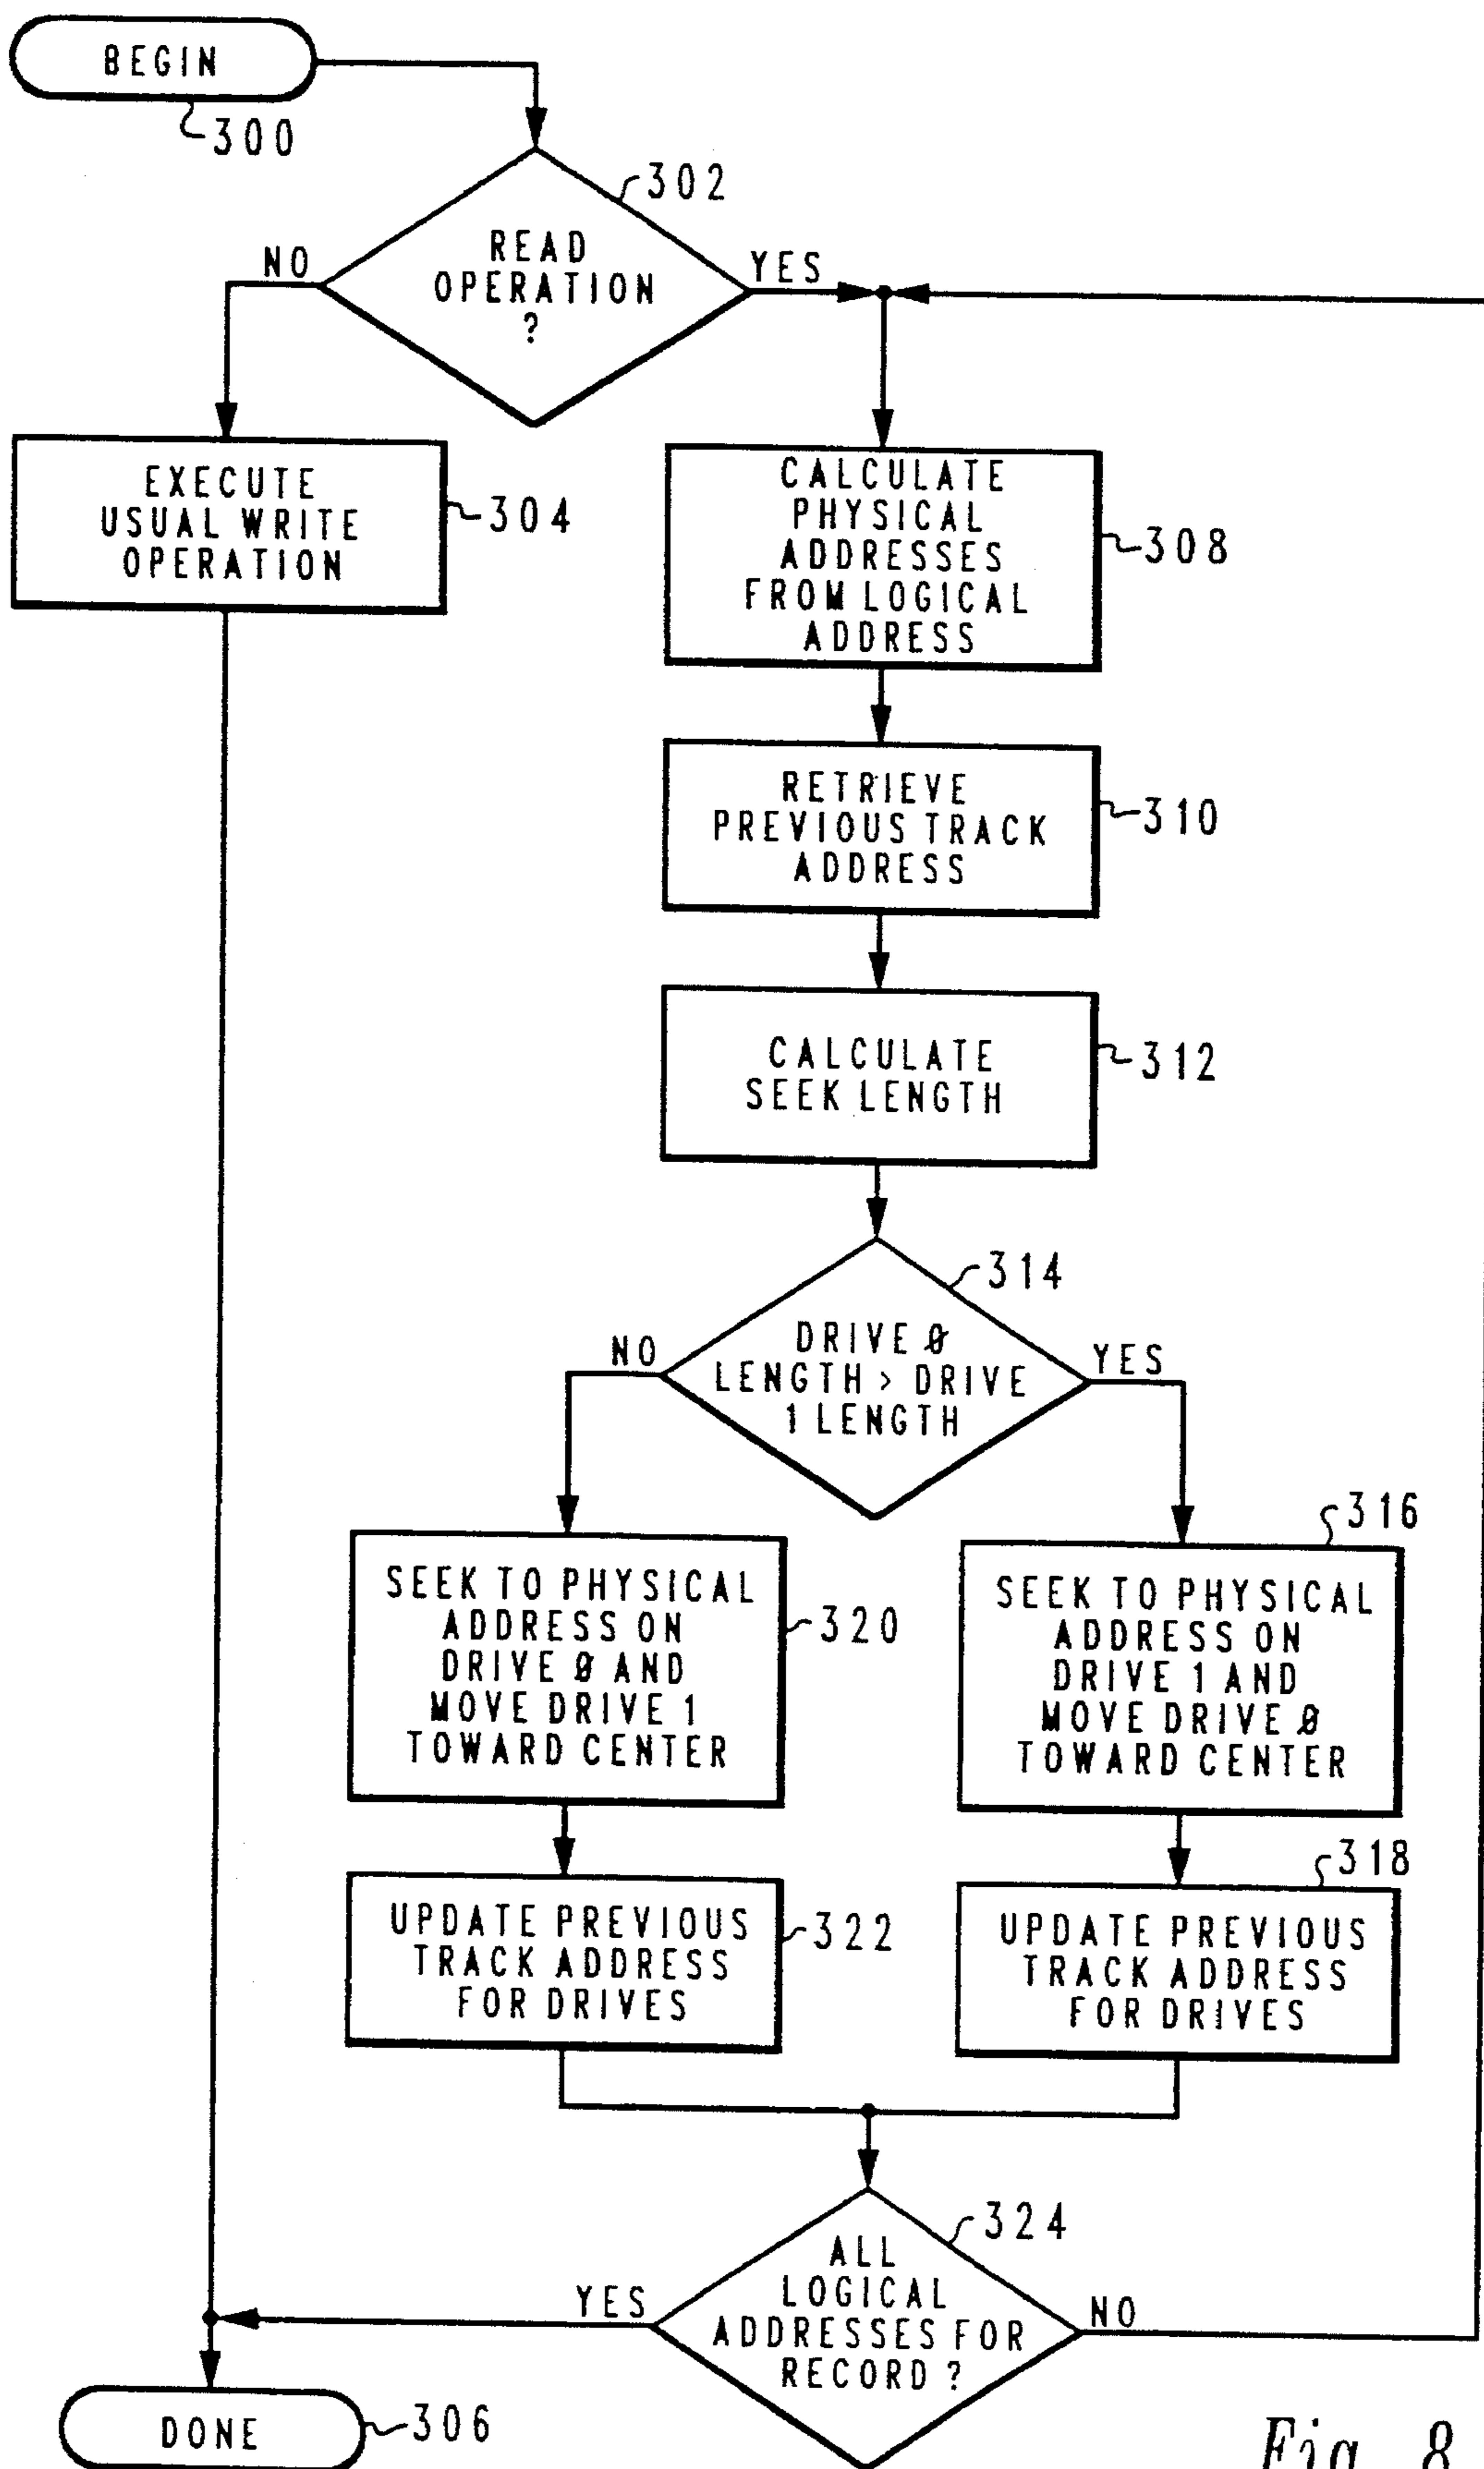 BEGIN
300
302
READ
OPERATION
?
NO
YES
EXECUTE
USUAL WRITE
OPERATION
304
CALCULATE
PHYSICAL
ADDRESSES
FROM LOGICAL
ADDRESS
308
RETRIEVE
PREVIOUS TRACK
ADDRESS
310
CALCULATE
SEEK LENGTH
312
314
DRIVE 0
LENGTH > DRIVE
1 LENGTH
NO
YES
316
SEEK TO PHYSICAL
ADDRESS ON
DRIVE 0 AND
MOVE DRIVE 1
TOWARD CENTER
320
SEEK TO PHYSICAL
ADDRESS ON
DRIVE 1 AND
MOVE DRIVE 0
TOWARD CENTER
318
UPDATE PREVIOUS
TRACK ADDRESS
FOR DRIVES
322
UPDATE PREVIOUS
TRACK ADDRESS
FOR DRIVES
324
ALL
LOGICAL
ADDRESSES FOR
RECORD ?
YES
NO
DONE
306
Fig. 8